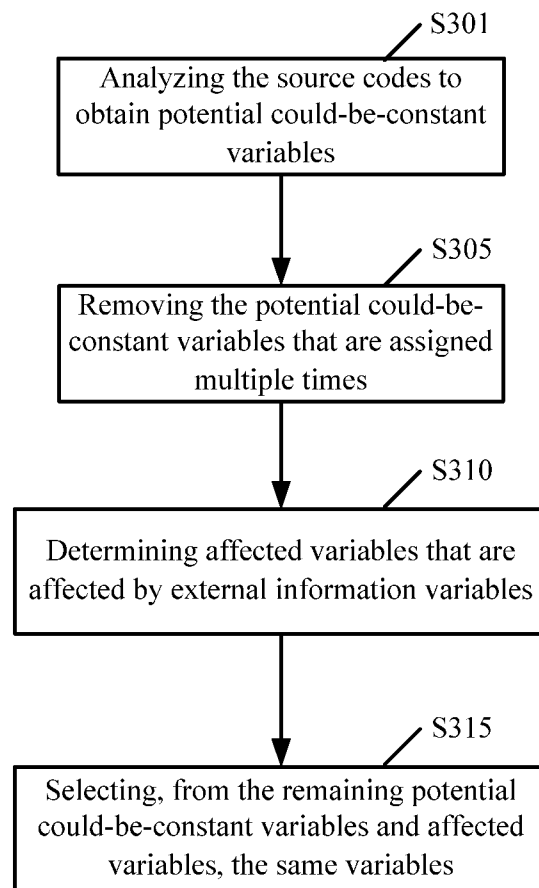 S301
Analyzing the source codes to
obtain potential could-be-constant
variables
S305
Removing the potential could-be-
constant variables that are assigned
multiple times
S310
Determining affected variables that are
affected by external information variables
S315
Selecting, from the remaining potential
could-be-constant variables and affected
variables, the same variables